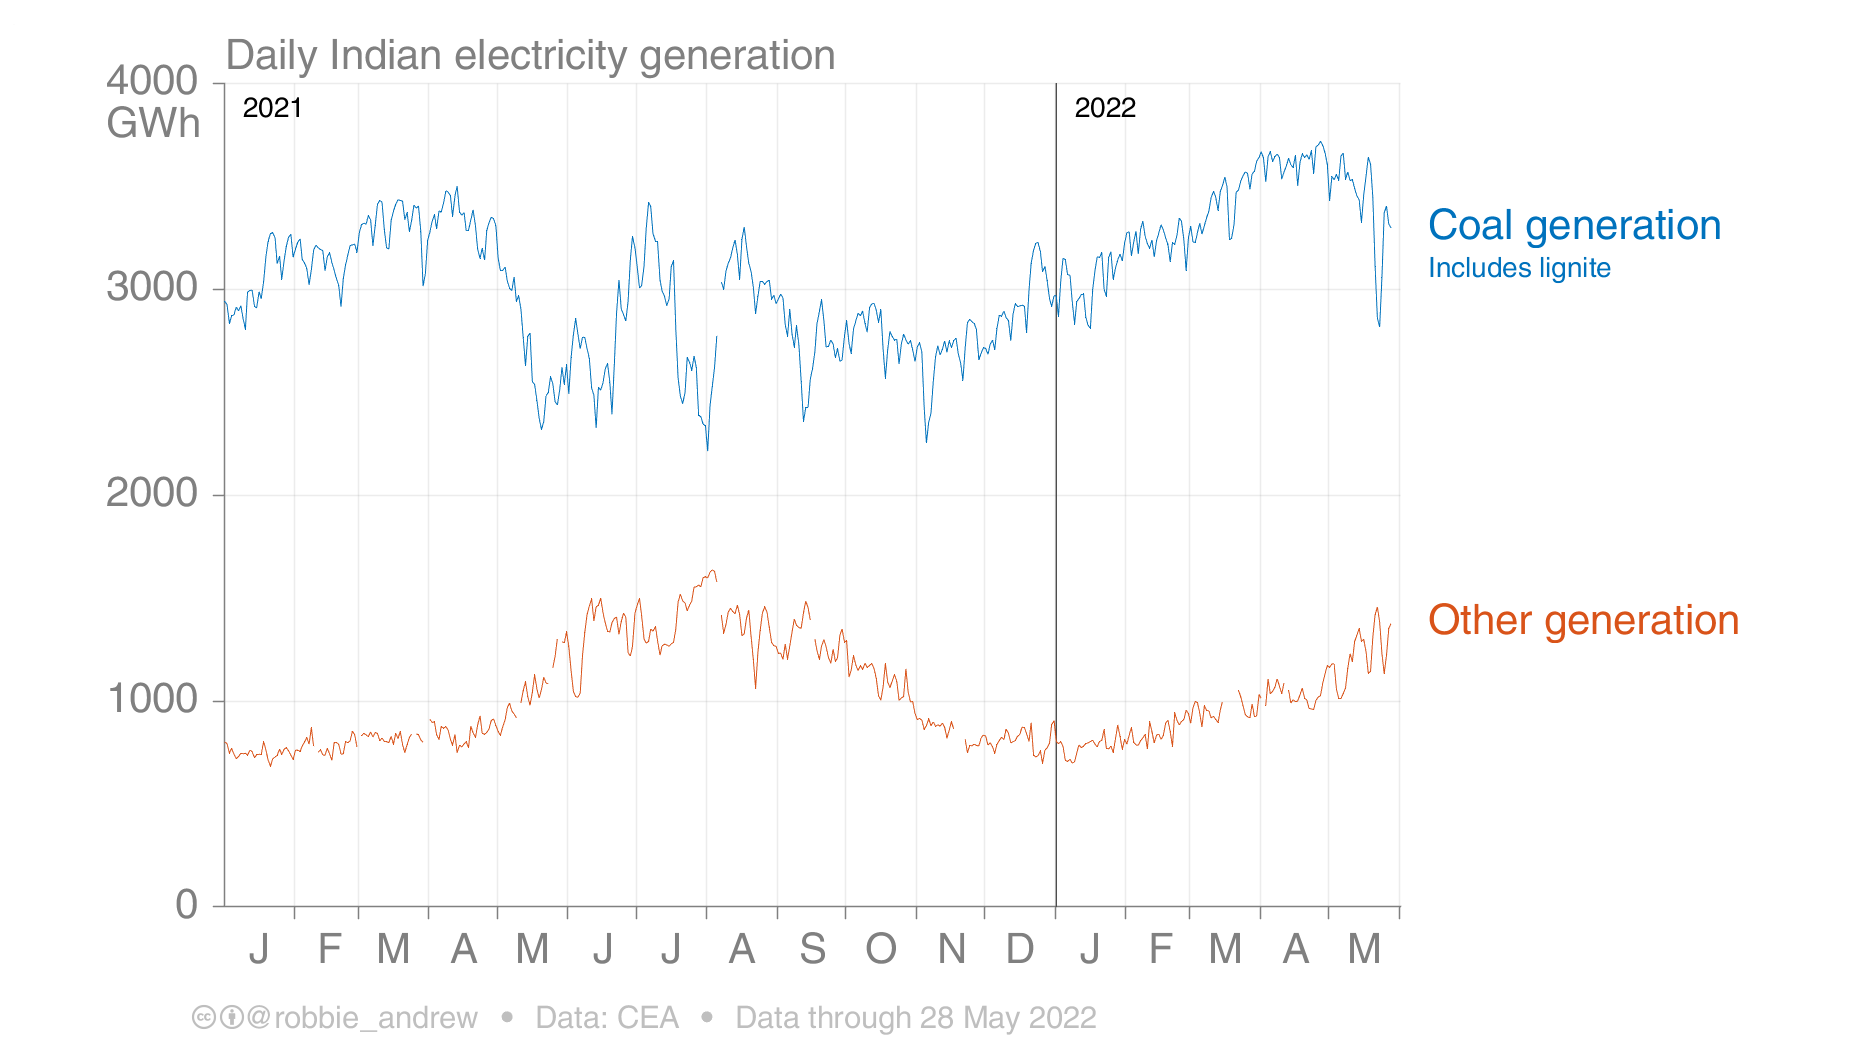 Daily Indian electricity generation
4000
GWh
2021
2022
3000
2000
1000
0
Coal generation
Includes lignite
Other generation
J F M A M J J A S O N D J F M A M
cc @robbie_andrew • Data: CEA • Data through 28 May 2022